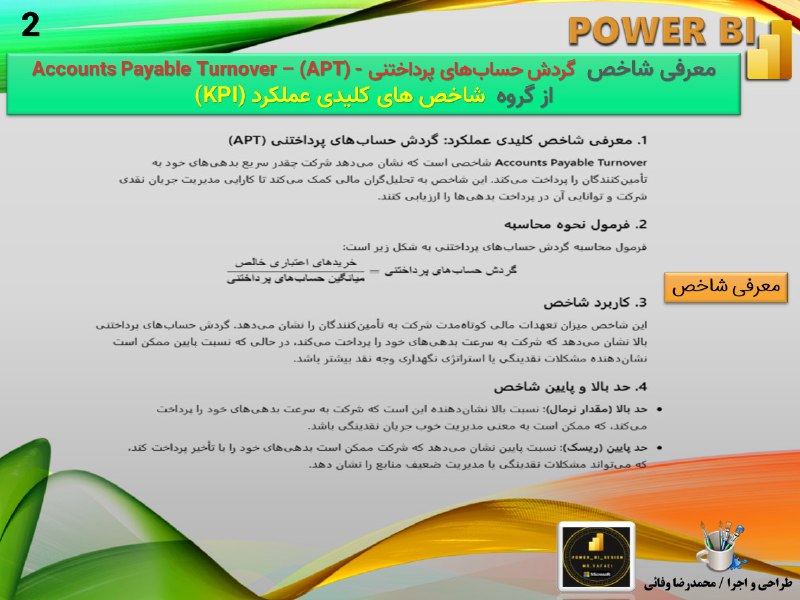 2
POWER BI
معرفی شاخص گردش حساب‌های پرداختنی - Accounts Payable Turnover – (APT)
از گروه شاخص های کلیدی عملکرد (KPI)
1. معرفی شاخص کلیدی عملکرد: گردش حساب‌های پرداختنی (APT)
Accounts Payable Turnover شاخصی است که نشان می‌دهد شرکت چقدر سریع بدهی‌های خود به
تأمین‌کنندگان را پرداخت می‌کند. این شاخص به تحلیل‌گران مالی کمک می‌کند تا کارایی مدیریت جریان نقدی
شرکت و توانایی آن در پرداخت بدهی‌ها را ارزیابی کنند.
2. فرمول نحوه محاسبه
فرمول محاسبه گردش حساب‌های پرداختنی به شکل زیر است:
خریدهای اعتباری خالص
گردش حساب‌های پرداختنی =
میانگین حساب‌های پرداختنی
معرفی شاخص
3. کاربرد شاخص
این شاخص میزان تعهدات مالی کوتاه‌مدت شرکت به تأمین‌کنندگان را نشان می‌دهد. گردش حساب‌های پرداختنی
بالا نشان می‌دهد که شرکت به سرعت بدهی‌های خود را پرداخت می‌کند، در حالی که نسبت پایین ممکن است
نشان‌دهنده مشکلات نقدینگی یا استراتژی نگهداری وجه نقد بیشتر باشد.
4. حد بالا و پایین شاخص
• حد بالا (مقدار نرمال): نسبت بالا نشان‌دهنده این است که شرکت به سرعت بدهی‌های خود را پرداخت
می‌کند، که ممکن است به معنی مدیریت خوب جریان نقدینگی باشد.
• حد پایین (ریسک): نسبت پایین نشان می‌دهد که شرکت ممکن است بدهی‌های خود را با تأخیر پرداخت کند،
که می‌تواند مشکلات نقدینگی یا مدیریت ضعیف منابع را نشان دهد.
POWER_BI_DESIGN
MR.VAFAEI
Microsoft
طراحی و اجرا / محمدرضا وفائی